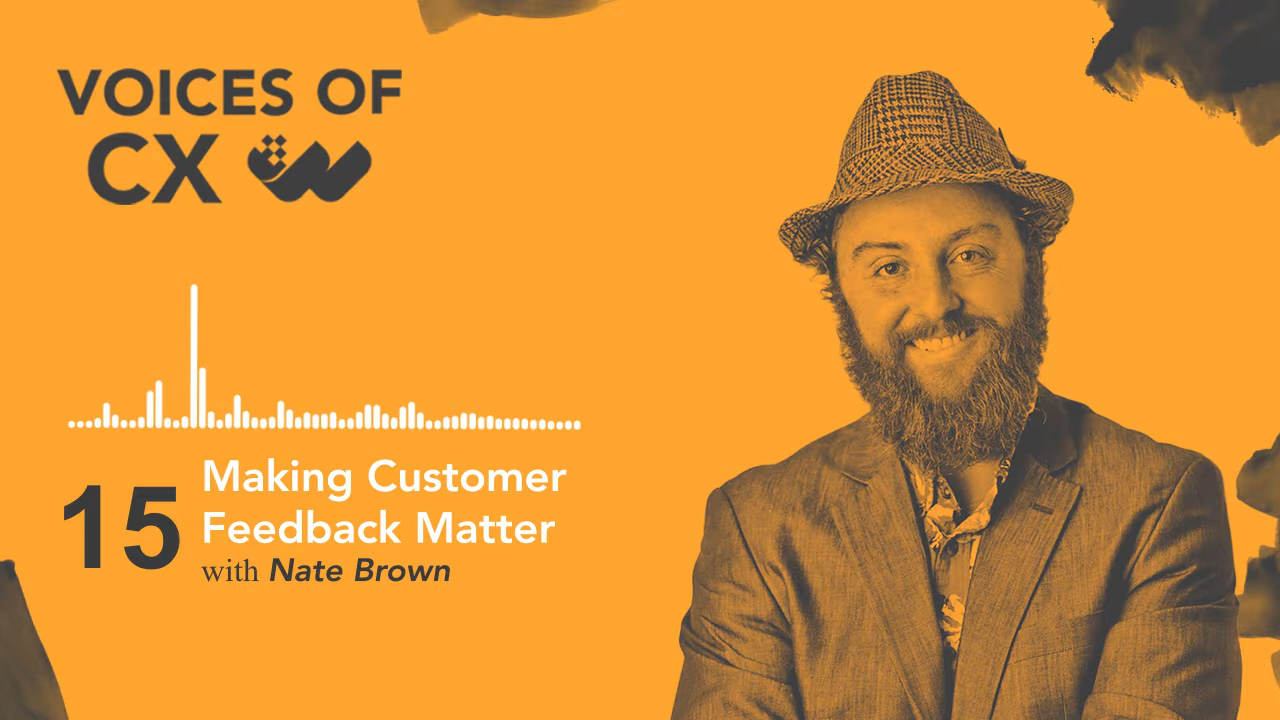 VOICES OF
CX
15
Making Customer
Feedback Matter
with Nate Brown